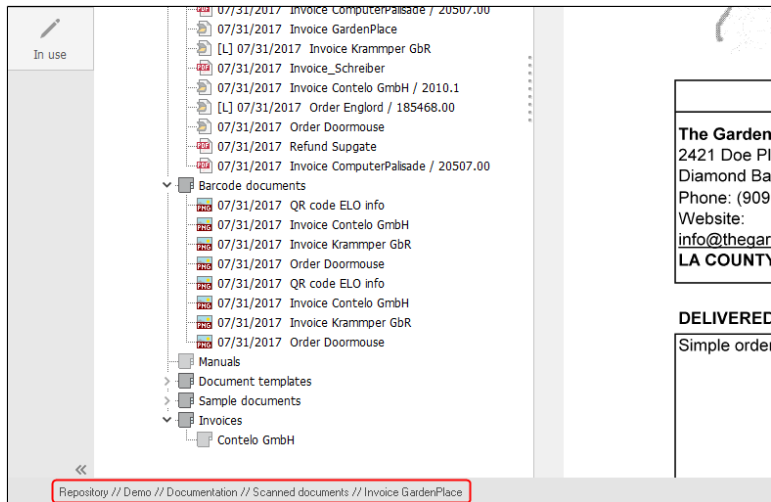 07/31/2017 Invoice ComputerPalisade / 20507.00
07/31/2017 Invoice GardenPlace
[L] 07/31/2017 Invoice Krammper GbR
07/31/2017 Invoice_Schreiber
07/31/2017 Invoice Contelo GmbH / 2010.1
[L] 07/31/2017 Order Englord / 185468.00
07/31/2017 Order Doormouse
07/31/2017 Refund Supgate
07/31/2017 Invoice ComputerPalisade / 20507.00
Barcode documents
07/31/2017 QR code ELO info
07/31/2017 Invoice Contelo GmbH
07/31/2017 Invoice Krammper GbR
07/31/2017 Order Doormouse
07/31/2017 QR code ELO info
07/31/2017 Invoice Contelo GmbH
07/31/2017 Invoice Krammper GbR
07/31/2017 Order Doormouse
Manuals
Document templates
Sample documents
Invoices
Contelo GmbH
In use
The Garden
2421 Doe Pl
Diamond Ba
Phone: (909
Website:
info@thegar
LA COUNTY
DELIVERED
Simple order
Repository // Demo // Documentation // Scanned documents // Invoice GardenPlace